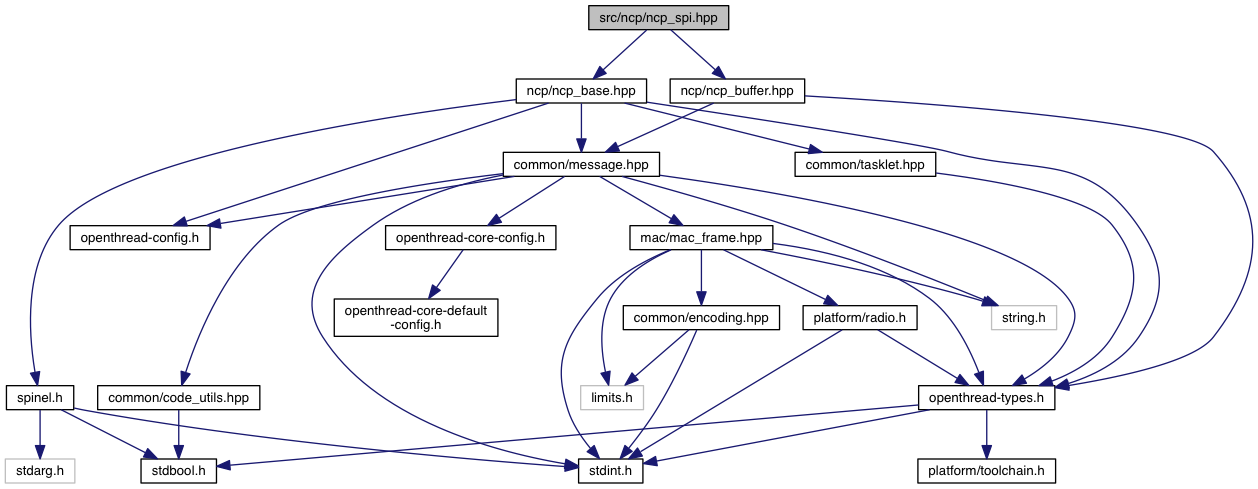 src/ncp/ncp_spi.hpp
ncp/ncp_base.hpp
ncp/ncp_buffer.hpp
common/message.hpp
common/tasklet.hpp
openthread-config.h
openthread-core-config.h
mac/mac_frame.hpp
openthread-core-default
-config.h
common/encoding.hpp
platform/radio.h
string.h
spinel.h
common/code_utils.hpp
limits.h
openthread-types.h
stdarg.h
stdbool.h
stdint.h
platform/toolchain.h